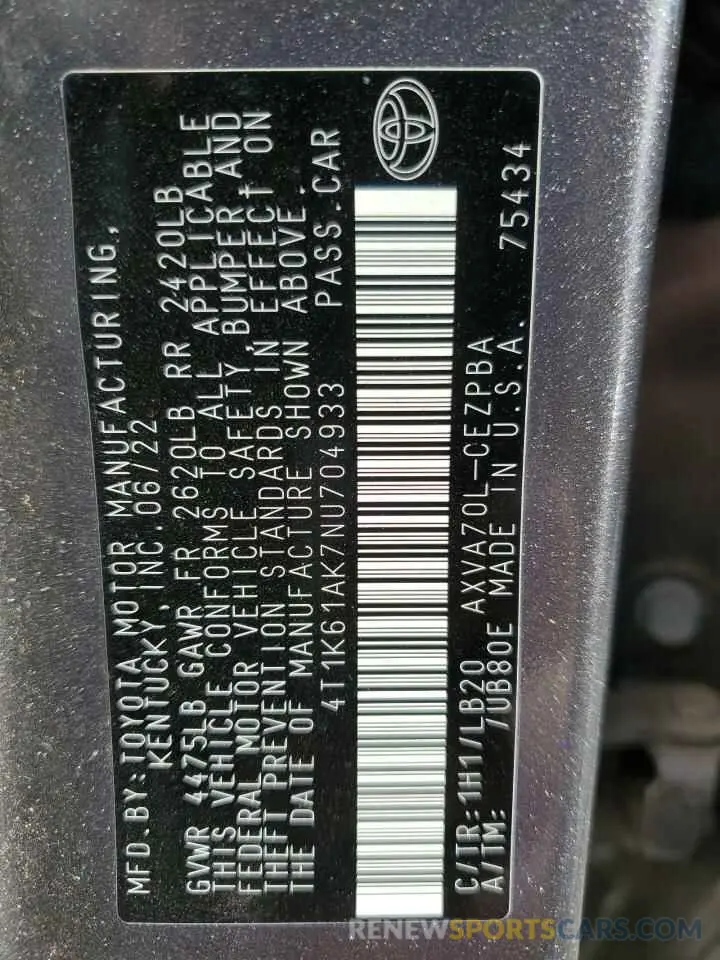 MFD.BY:TOYOTA MOTOR MANUFACTURING,
KENTUCKY, INC.06/22
GVWR 4475LB GAWR FR 2620LB RR 2420LB
THIS VEHICLE CONFORMS TO ALL APPLICABLE
FEDERAL MOTOR VEHICLE SAFETY, BUMPER, AND
THEFT PREVENTION STANDARDS IN EFFECT ON
THE DATE OF MANUFACTURE SHOWN ABOVE.
4T1K61AK7NU704933 PASS.CAR
C/TR:1H1/LB20 AXVA70L-CEZPBA
A/TM: /UB80E MADE IN U.S.A. 75434
RENEWSPORTSCARS.COM